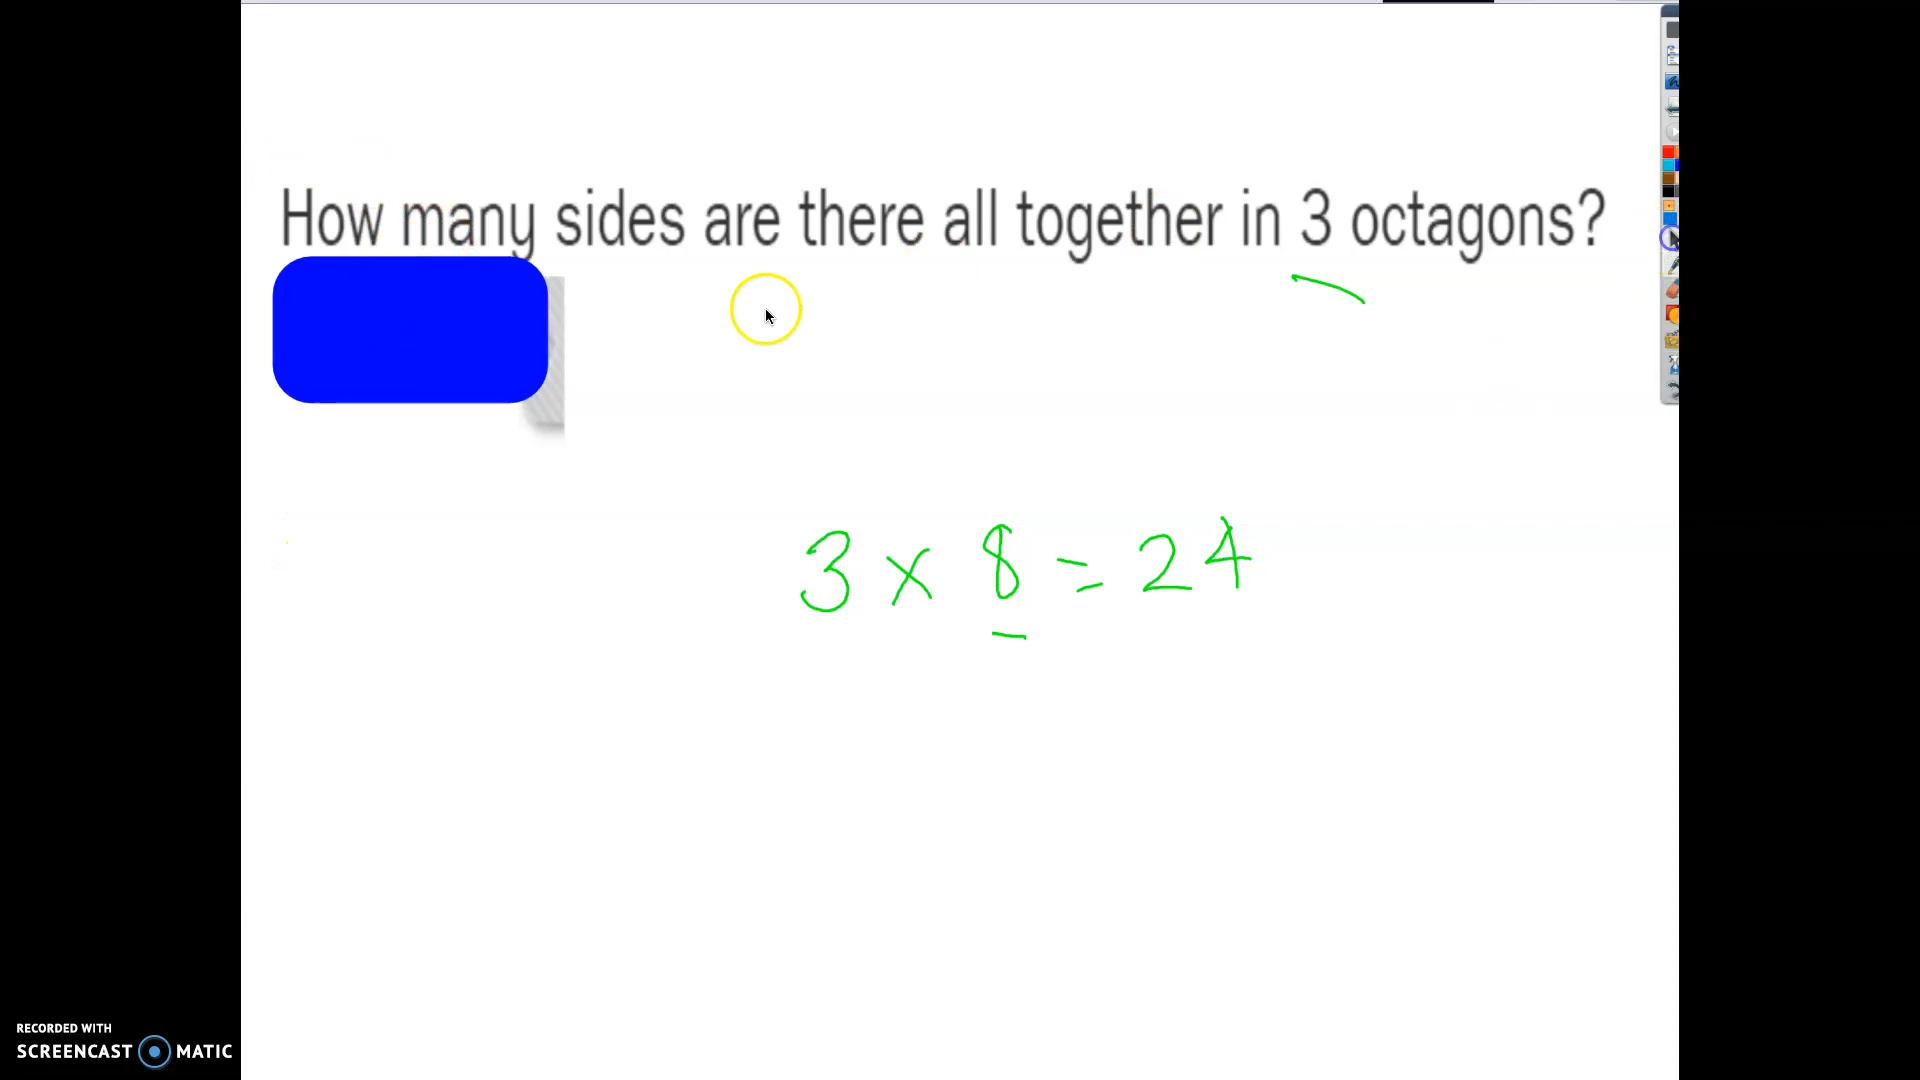 How many sides are there all together in 3 octagons?
3 x 8 = 24
RECORDED WITH
SCREENCAST MATIC